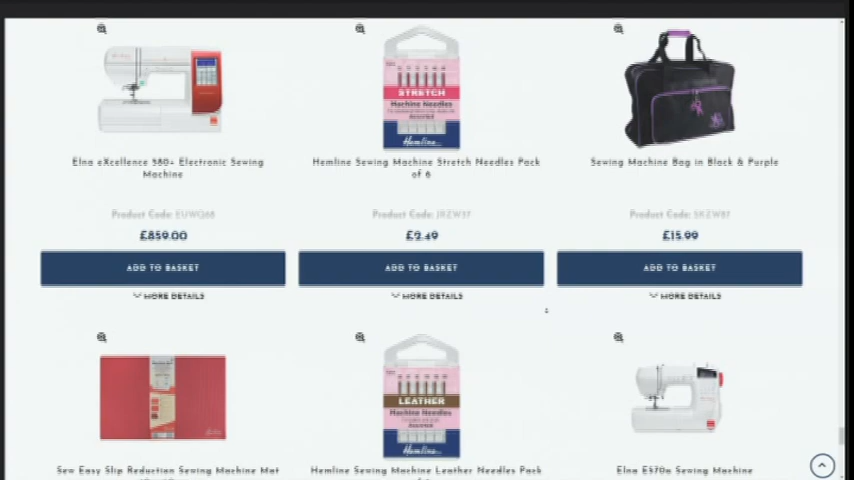 STRETCH
Machine Needles
Hemline
Elna eXcellence 580+ Electronic Sewing
Machine
Hemline Sewing Machine Stretch Needles Pack
of 6
Sewing Machine Bag in Black & Purple
Product Code: EUWQ68
Product Code: JRZW37
Product Code: SKZW87
£859.00
£2.49
£15.99
ADD TO BASKET
ADD TO BASKET
ADD TO BASKET
MORE DETAILS
MORE DETAILS
MORE DETAILS
LEATHER
Machine Needles
Hemline
Sew Easy Slip Reduction Sewing Machine Mat
Hemline Sewing Machine Leather Needles Pack
Elna E570a Sewing Machine